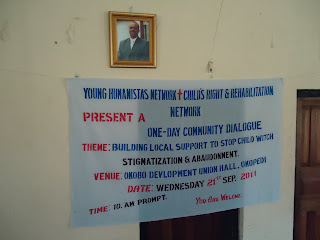 YOUNG HUMANISTAS NETWORK † CHILD'S RIGHT & REHABILITATION
NETWORK
PRESENT A
ONE-DAY COMMUNITY DIALOGUE
THEME: BUILDING LOCAL SUPPORT TO STOP CHILD WITCH
STIGMATIZATION & ABAUDONNENT.
VENUE: OKOBO DEVLOPMENT UNION HALL, OKOPEDI
DATE: WEDNESDAY 21ST SEP. 2011
TIME: 10. AM PROMPT. YOU ARE WELCOME.